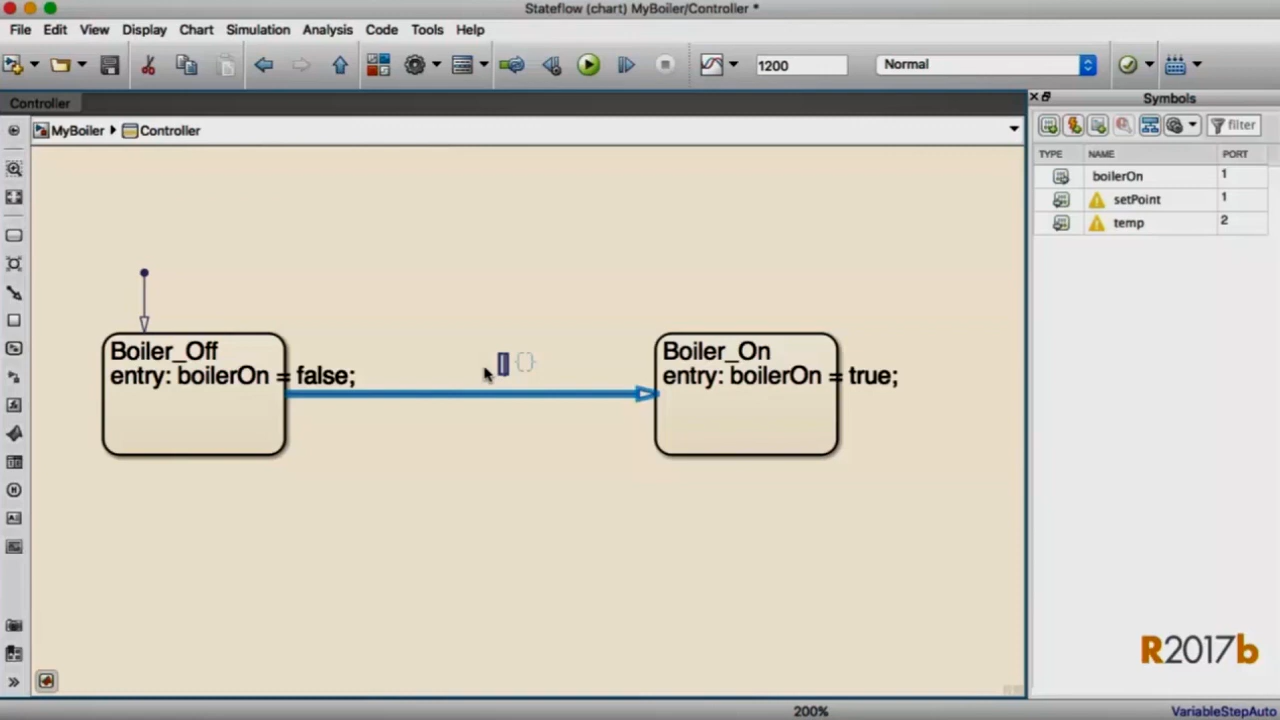 Stateflow (chart) MyBoiler/Controller *
File Edit View Display Chart Simulation Analysis Code Tools Help
1200 Normal
Controller
MyBoiler Controller
Symbols
filter
TYPE NAME PORT
boilerOn 1
setPoint 1
temp 2
[] {}
Boiler_Off
entry: boilerOn = false;
Boiler_On
entry: boilerOn = true;
R2017b
200% VariableStepAuto